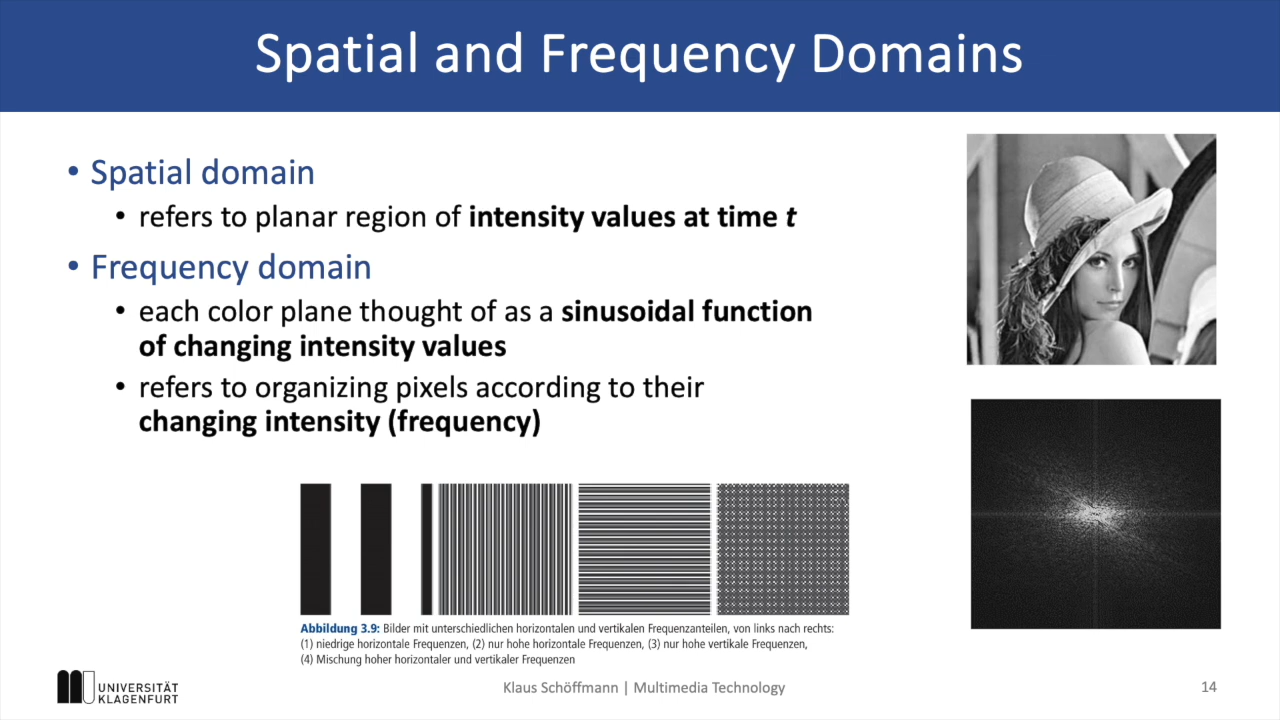 Spatial and Frequency Domains
• Spatial domain
• refers to planar region of intensity values at time t
• Frequency domain
• each color plane thought of as a sinusoidal function
of changing intensity values
• refers to organizing pixels according to their
changing intensity (frequency)
Abbildung 3.9: Bilder mit unterschiedlichen horizontalen und vertikalen Frequenzanteilen, von links nach rechts:
(1) niedrige horizontale Frequenzen, (2) nur hohe horizontale Frequenzen, (3) nur hohe vertikale Frequenzen,
(4) Mischung hoher horizontaler und vertikaler Frequenzen
UNIVERSITÄT
KLAGENFURT
Klaus Schöffmann | Multimedia Technology
14